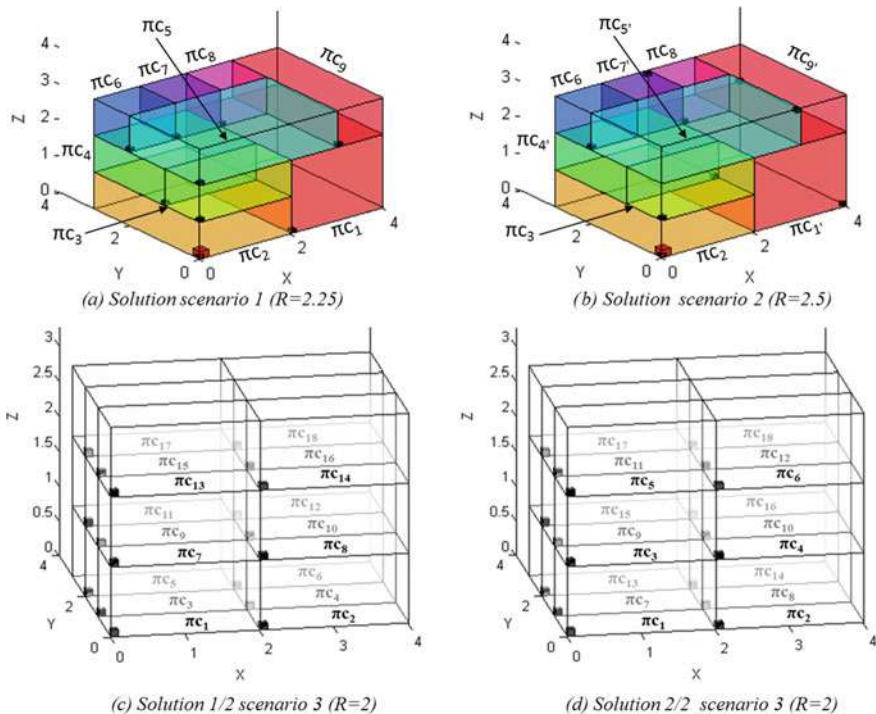 πc5 πc5'
πc6 πc7 πc8 πc9 πc6 πc7' πc8 πc9'
4 4
3 3
Z 2 Z 2
πc4 πc4'
1 1
0 0
4 4
πc3 πc3
2 πc2 2 πc1 4 2 πc2 2 πc1' 4
Y 0 0 X Y 0 0 X
(a) Solution scenario 1 (R=2.25) (b) Solution scenario 2 (R=2.5)
3 3
2.5 2.5
Z 2 Z 2
πc17 πc18 πc17 πc18
1.5 πc15 πc16 1.5 πc11 πc12
πc13 πc14 πc5 πc6
1 1
πc11 πc12 πc15 πc16
0.5 πc9 πc10 0.5 πc9 πc10
πc7 πc8 πc3 πc4
0 0
4 4
πc5 πc6 πc13 πc14
πc3 πc4 πc7 πc8
2 πc1 πc2 2 πc1 πc2
Y Y
0 0 1 2 3 4 0 0 1 2 3 4
X X
(c) Solution 1/2 scenario 3 (R=2) (d) Solution 2/2 scenario 3 (R=2)